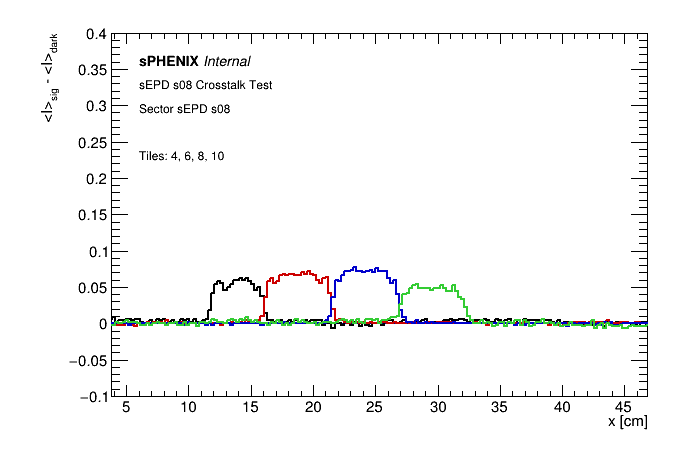 <I>sig - <I>dark
0.4
0.35
0.3
0.25
0.2
0.15
0.1
0.05
0
−0.05
−0.1
sPHENIX Internal
sEPD s08 Crosstalk Test
Sector sEPD s08
Tiles: 4, 6, 8, 10
5 10 15 20 25 30 35 40 45
x [cm]